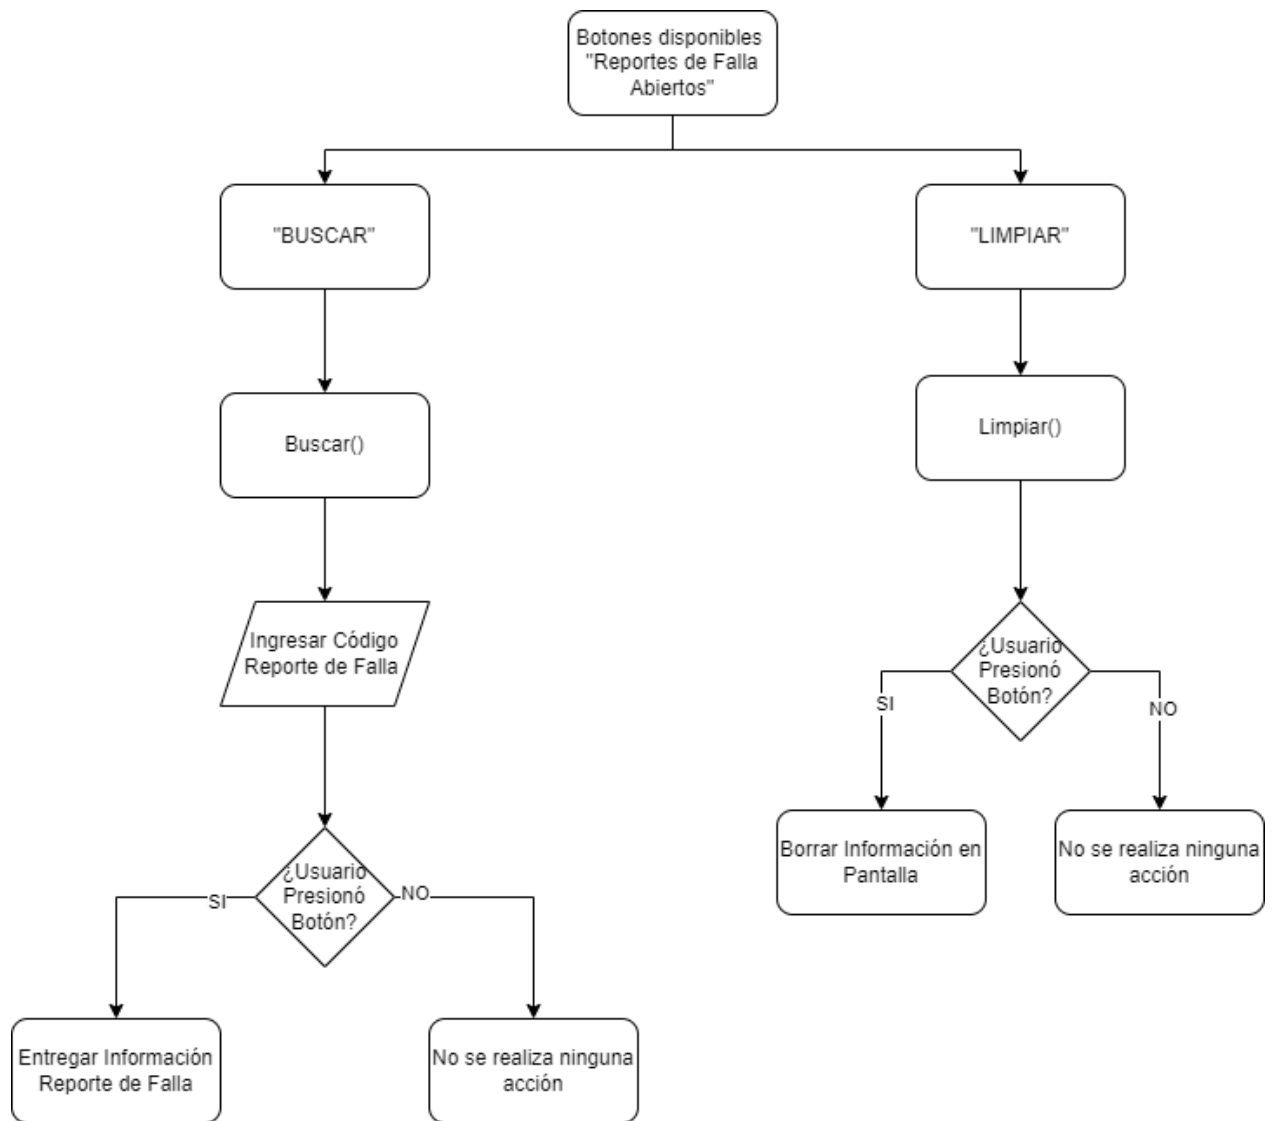 Botones disponibles
"Reportes de Falla
Abiertos"
"BUSCAR"
"LIMPIAR"
Buscar()
Limpiar()
Ingresar Código
Reporte de Falla
¿Usuario
Presionó
Botón?
SI
NO
Borrar Información en
Pantalla
No se realiza ninguna
acción
¿Usuario
Presionó
Botón?
SI
NO
Entregar Información
Reporte de Falla
No se realiza ninguna
acción